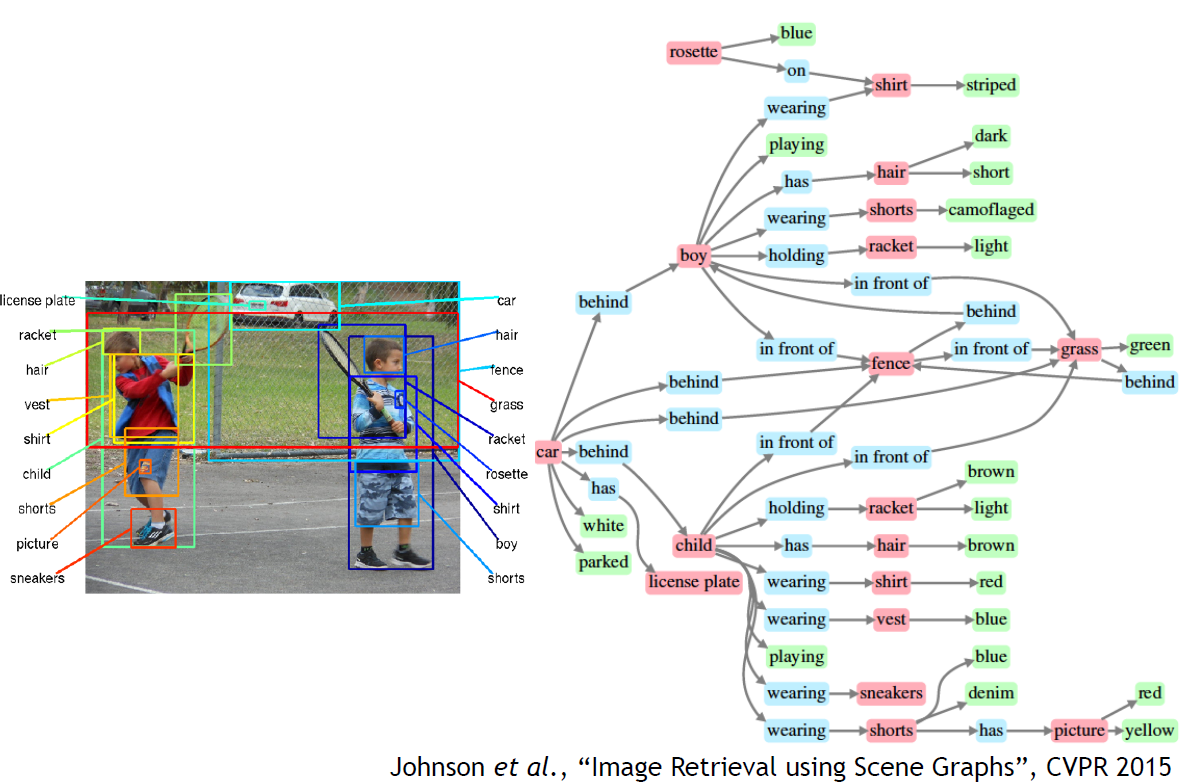 rosette
blue
on
shirt
striped
wearing
playing
dark
has
hair
short
wearing
shorts
camoflaged
boy
holding
racket
light
in front of
behind
behind
in front of
fence
in front of
grass
green
behind
behind
behind
in front of
car
behind
in front of
has
white
parked
license plate
child
holding
racket
brown
light
has
hair
brown
wearing
shirt
red
wearing
vest
blue
playing
wearing
sneakers
blue
denim
wearing
shorts
has
picture
red
yellow
license plate
racket
hair
vest
shirt
child
shorts
picture
sneakers
car
hair
fence
grass
racket
rosette
shirt
boy
shorts
Johnson et al., “Image Retrieval using Scene Graphs”, CVPR 2015